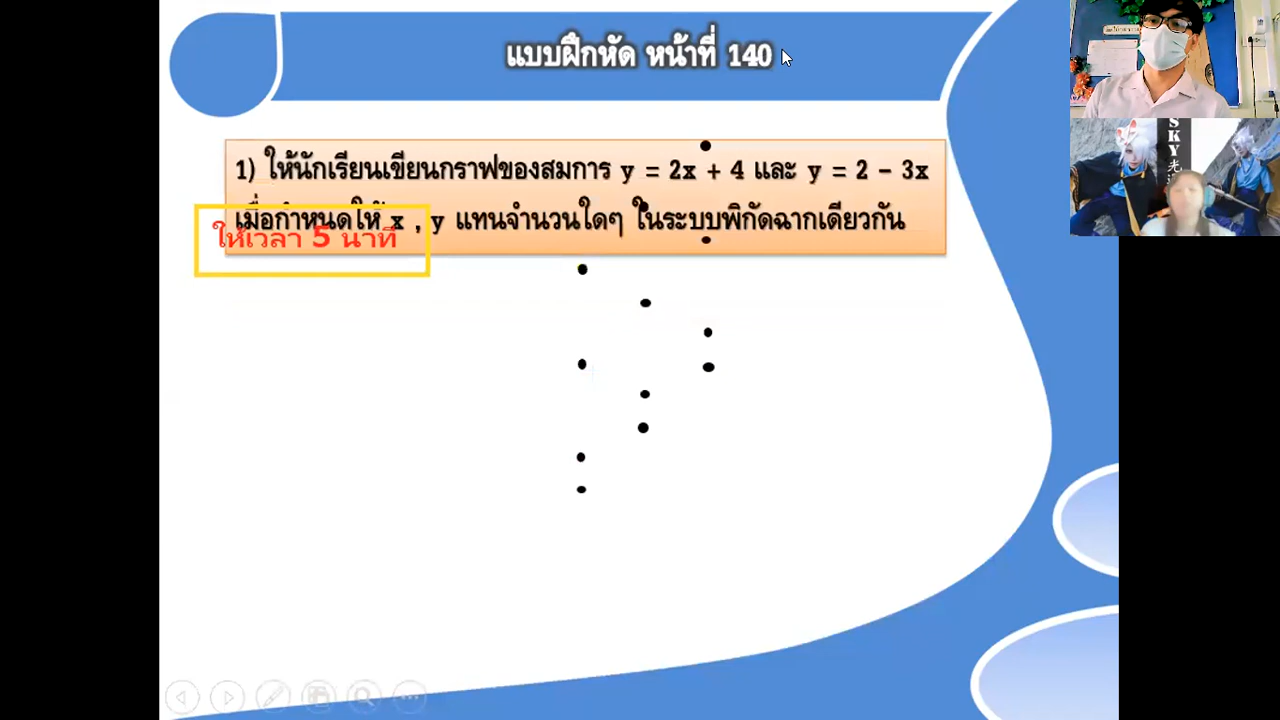 แบบฝึกหัด หน้าที่ 140
1) ให้นักเรียนเขียนกราฟของสมการ y = 2x + 4 และ y = 2 - 3x
เมื่อกำหนดให้ x , y แทนจำนวนใดๆ ในระบบพิกัดฉากเดียวกัน
ให้เวลา 5 นาที
SKY